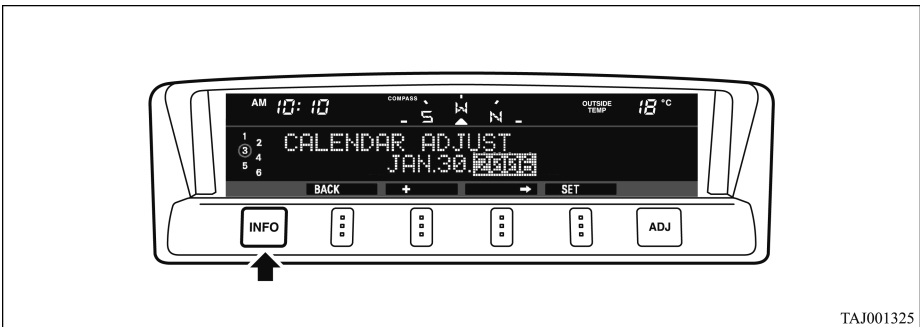 AM 10:10 COMPASS S W N OUTSIDE TEMP 18 °C
1 2
3 4
5 6
CALENDAR ADJUST
JAN.30.2006
BACK + ➡ SET
INFO ADJ
TAJ001325